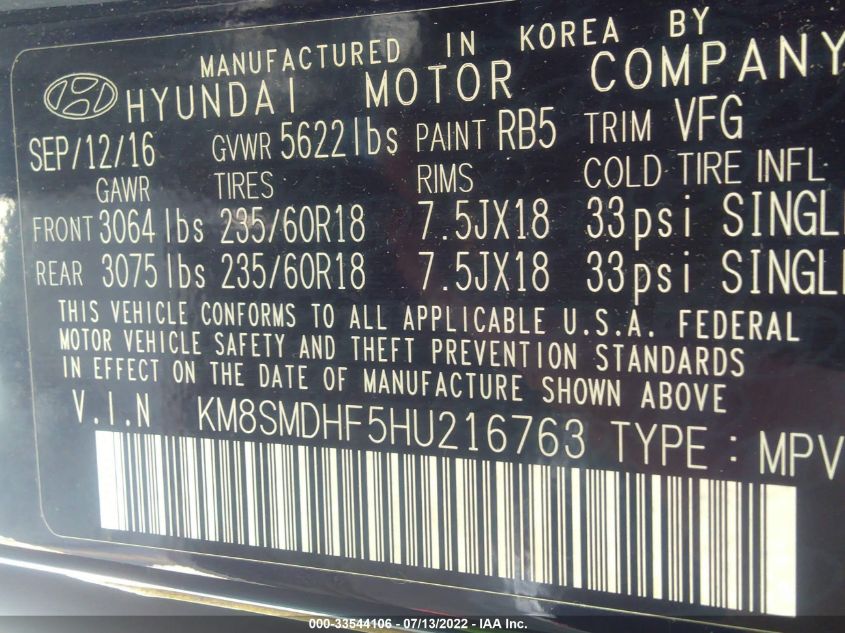 MANUFACTURED IN KOREA BY
HYUNDAI MOTOR COMPANY
SEP/12/16 GVWR 5622lbs PAINT RB5 TRIM VFG
GAWR TIRES RIMS COLD TIRE INFL
FRONT 3064lbs 235/60R18 7.5JX18 33psi SINGL
REAR 3075lbs 235/60R18 7.5JX18 33psi SINGL
THIS VEHICLE CONFORMS TO ALL APPLICABLE U.S.A. FEDERAL
MOTOR VEHICLE SAFETY AND THEFT PREVENTION STANDARDS
IN EFFECT ON THE DATE OF MANUFACTURE SHOWN ABOVE
V.I.N KM8SMDHF5HU216763 TYPE : MPV
000-33544106 - 07/13/2022 - IAA Inc.